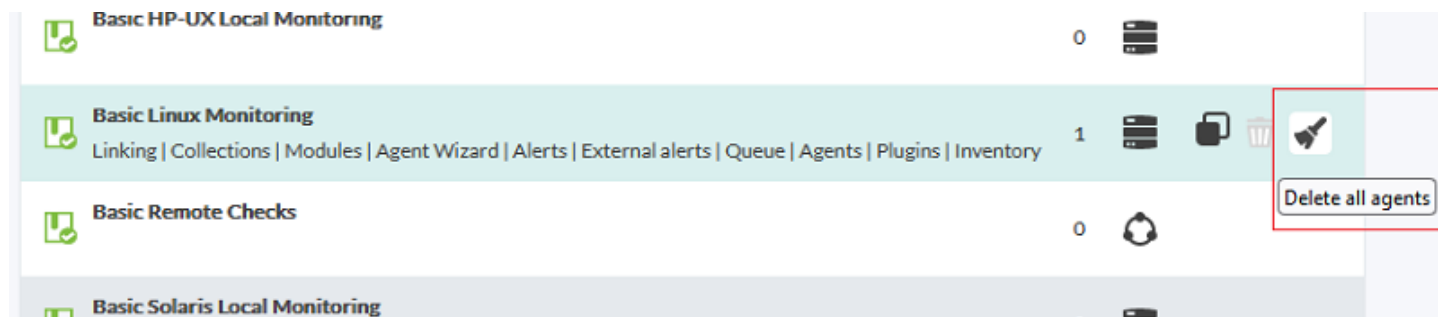 Basic HP-UX Local Monitoring
0
Basic Linux Monitoring
Linking | Collections | Modules | Agent Wizard | Alerts | External alerts | Queue | Agents | Plugins | Inventory
1
Delete all agents
Basic Remote Checks
0
Basic Solaris Local Monitoring